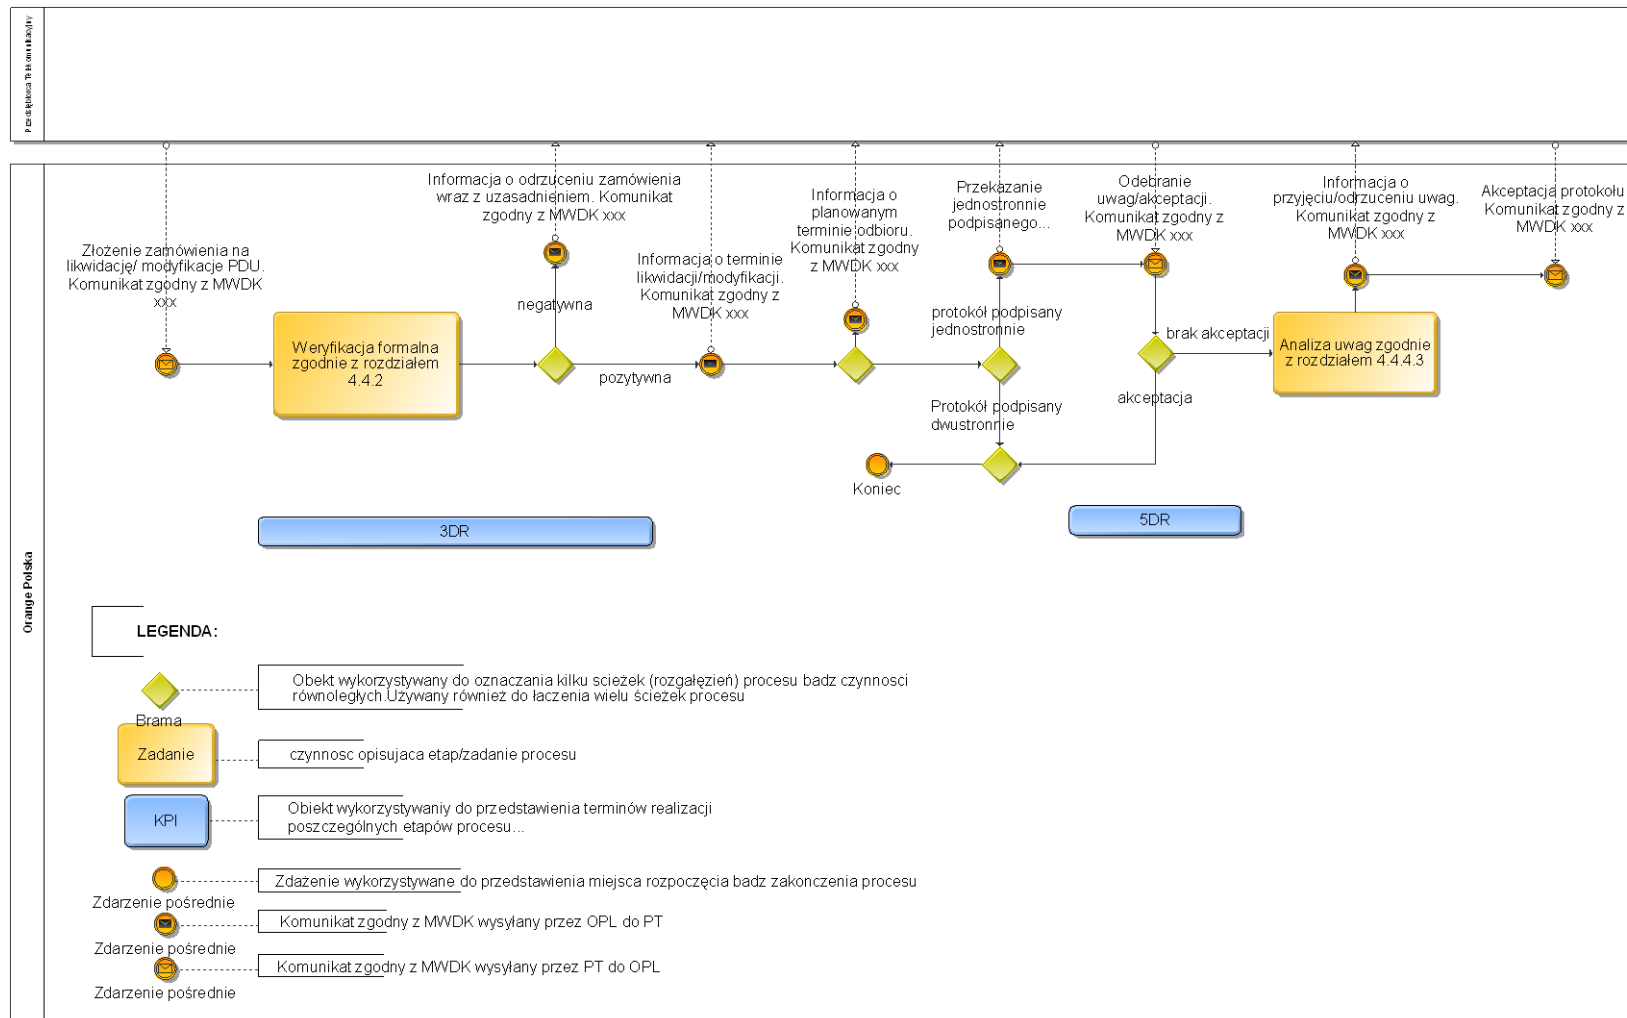 Przedsiębiorca Telekomunikacyjny
Orange Polska
Złożenie zamówienia na
likwidację/ modyfikacje PDU.
Komunikat zgodny z MWDK
xxx
Weryfikacja formalna
zgodnie z rozdziałem
4.4.2
Informacja o odrzuceniu zamówienia
wraz z uzasadnieniem. Komunikat
zgodny z MWDK xxx
negatywna
pozytywna
Informacja o terminie
likwidacji/modyfikacji.
Komunikat zgodny z
MWDK xxx
Informacja o
planowanym
terminie odbioru.
Komunikat zgodny
z MWDK xxx
Przekazanie
jednostronnie
podpisanego...
protokół podpisany
jednostronnie
Protokół podpisany
dwustronnie
Koniec
Odebranie
uwag/akceptacji.
Komunikat zgodny z
MWDK xxx
brak akceptacji
akceptacja
Analiza uwag zgodnie
z rozdziałem 4.4.4.3
Informacja o
przyjęciu/odrzuceniu uwag.
Komunikat zgodny z
MWDK xxx
Akceptacja protokołu
Komunikat zgodny z
MWDK xxx
3DR
5DR
LEGENDA:
Brama
Obekt wykorzystywany do oznaczania kilku scieżek (rozgałęzień) procesu badz czynnosci
równoległych.Używany również do łaczenia wielu ścieżek procesu
Zadanie
czynnosc opisujaca etap/zadanie procesu
KPI
Obiekt wykorzystywaniy do przedstawienia terminów realizacji
poszczególnych etapów procesu...
Zdarzenie pośrednie
Zdażenie wykorzystywane do przedstawienia miejsca rozpoczęcia badz zakonczenia procesu
Zdarzenie pośrednie
Komunikat zgodny z MWDK wysyłany przez OPL do PT
Zdarzenie pośrednie
Komunikat zgodny z MWDK wysyłany przez PT do OPL